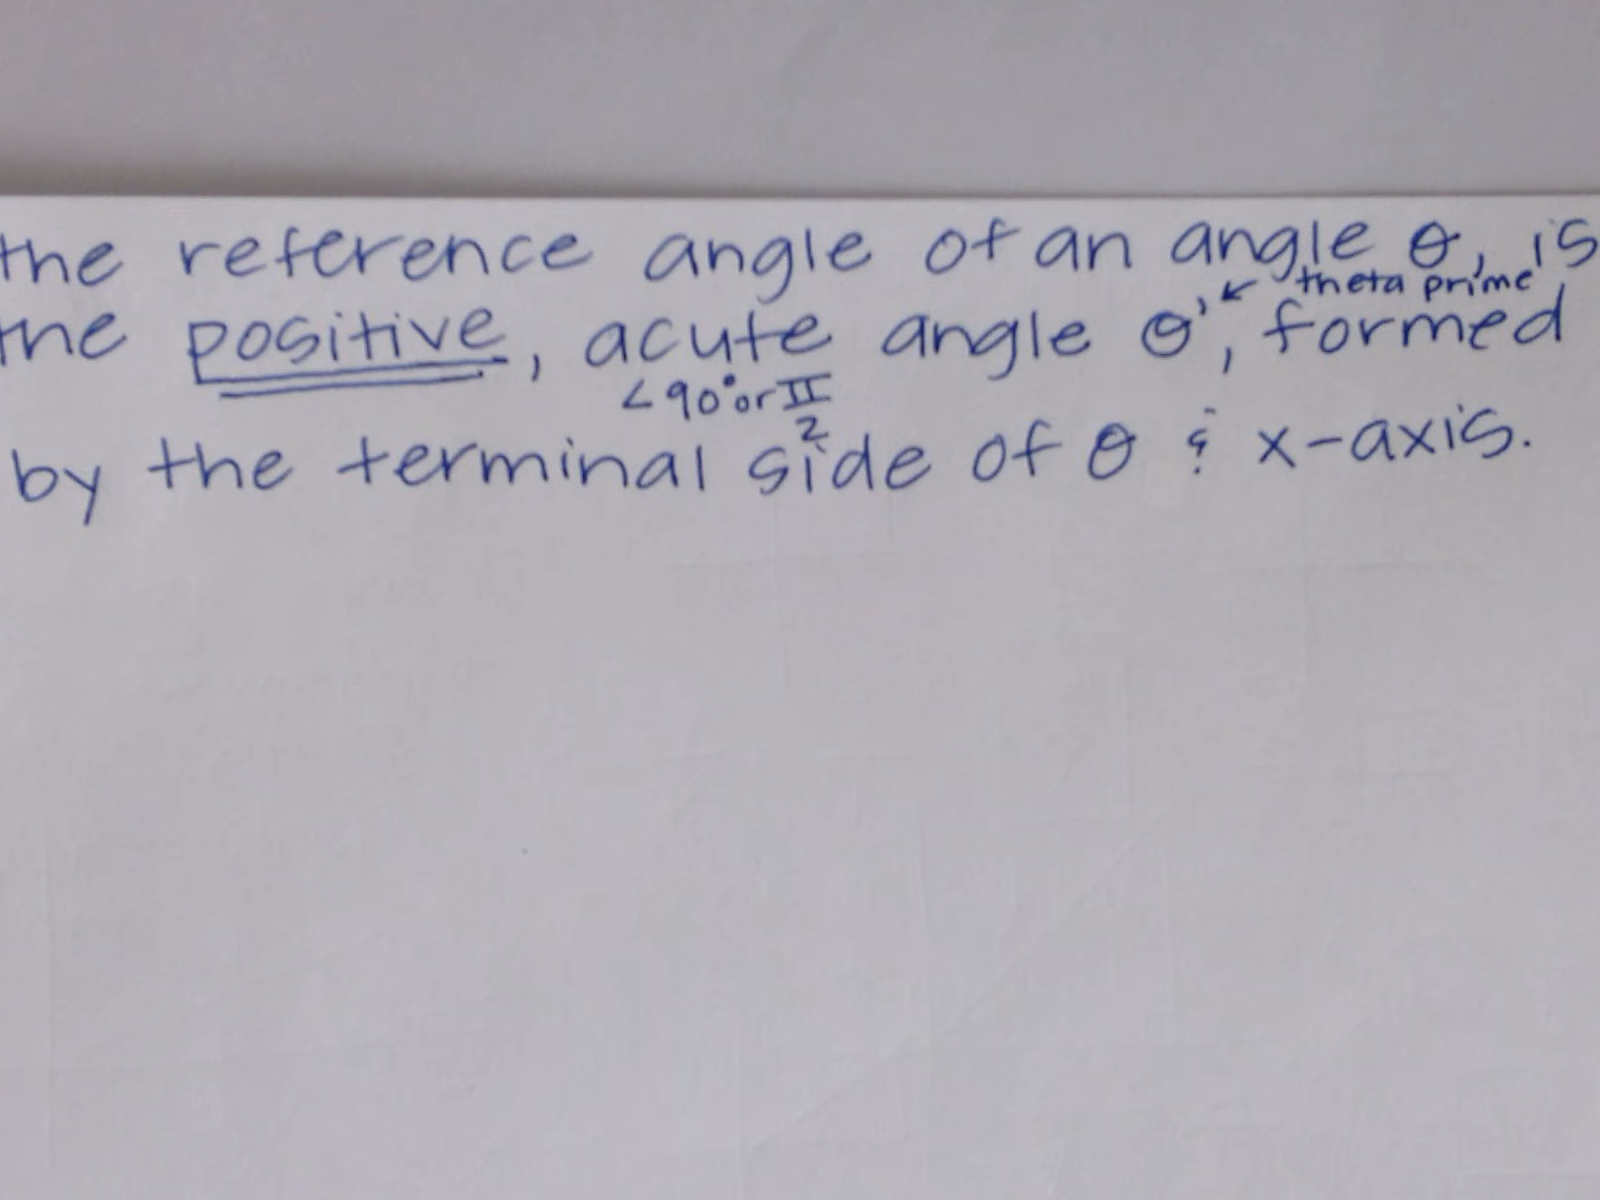 the reference angle of an angle θ, is
theta prime
the positive, acute angle θ', formed
<90° or π/2
by the terminal side of θ & x-axis.